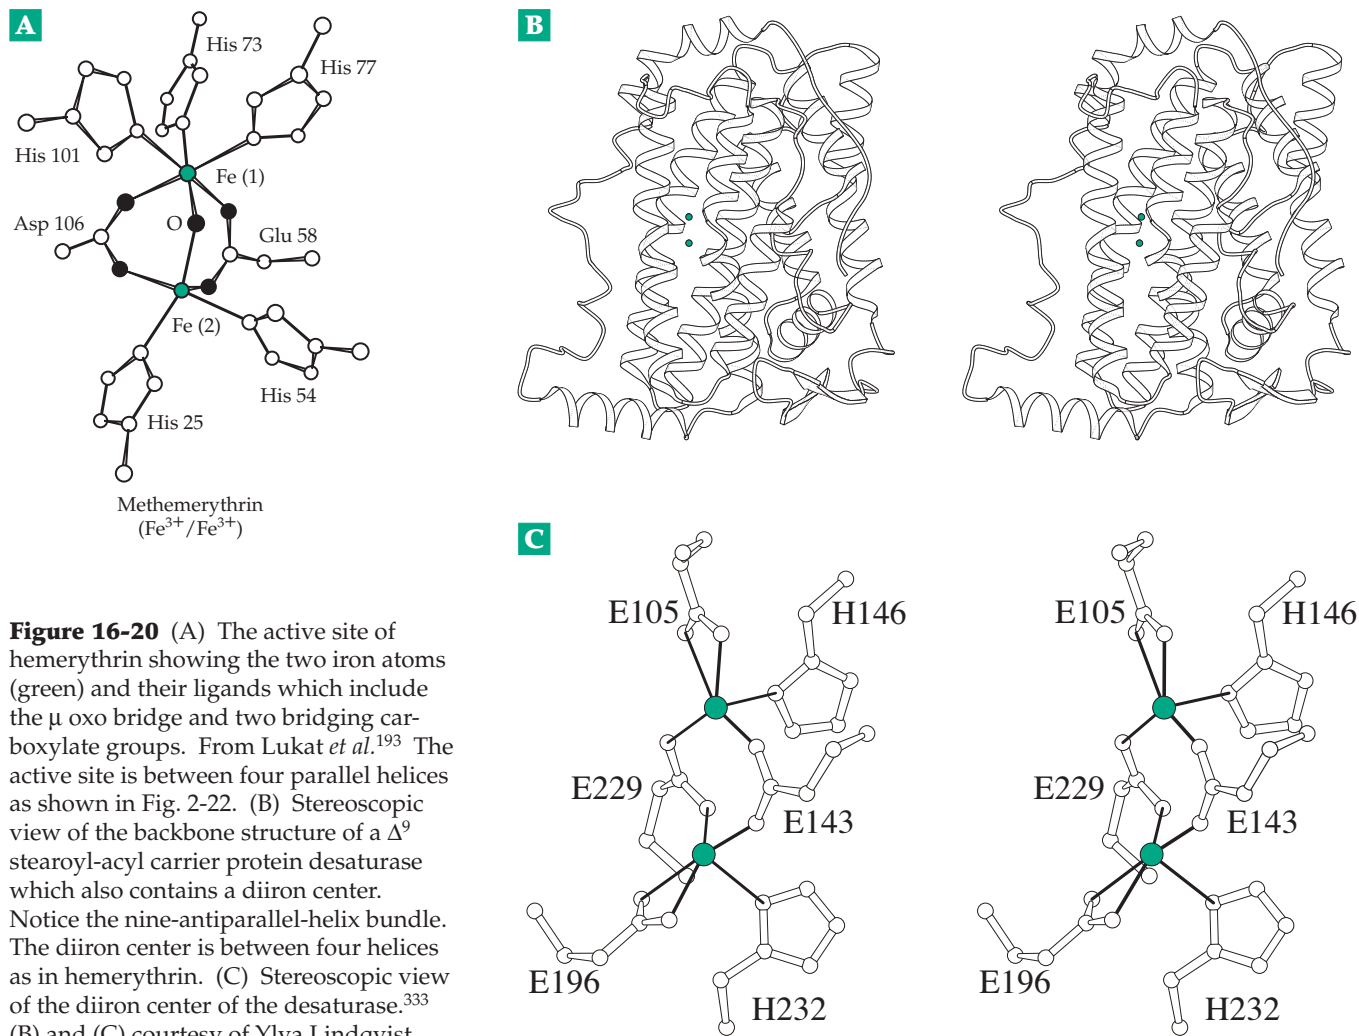 A
His 73
His 77
His 101
Fe (1)
Asp 106
O
Glu 58
Fe (2)
His 54
His 25
Methemerythrin
(Fe³⁺/Fe³⁺)
B
C
E105
H146
E229
E143
E196
H232
E105
H146
E229
E143
E196
H232
Figure 16-20 (A) The active site of
hemerythrin showing the two iron atoms
(green) and their ligands which include
the μ oxo bridge and two bridging car-
boxylate groups. From Lukat et al.¹⁹³ The
active site is between four parallel helices
as shown in Fig. 2-22. (B) Stereoscopic
view of the backbone structure of a Δ⁹
stearoyl-acyl carrier protein desaturase
which also contains a diiron center.
Notice the nine-antiparallel-helix bundle.
The diiron center is between four helices
as in hemerythrin. (C) Stereoscopic view
of the diiron center of the desaturase.³³³
(B) and (C) courtesy of Ylva Lindqvist